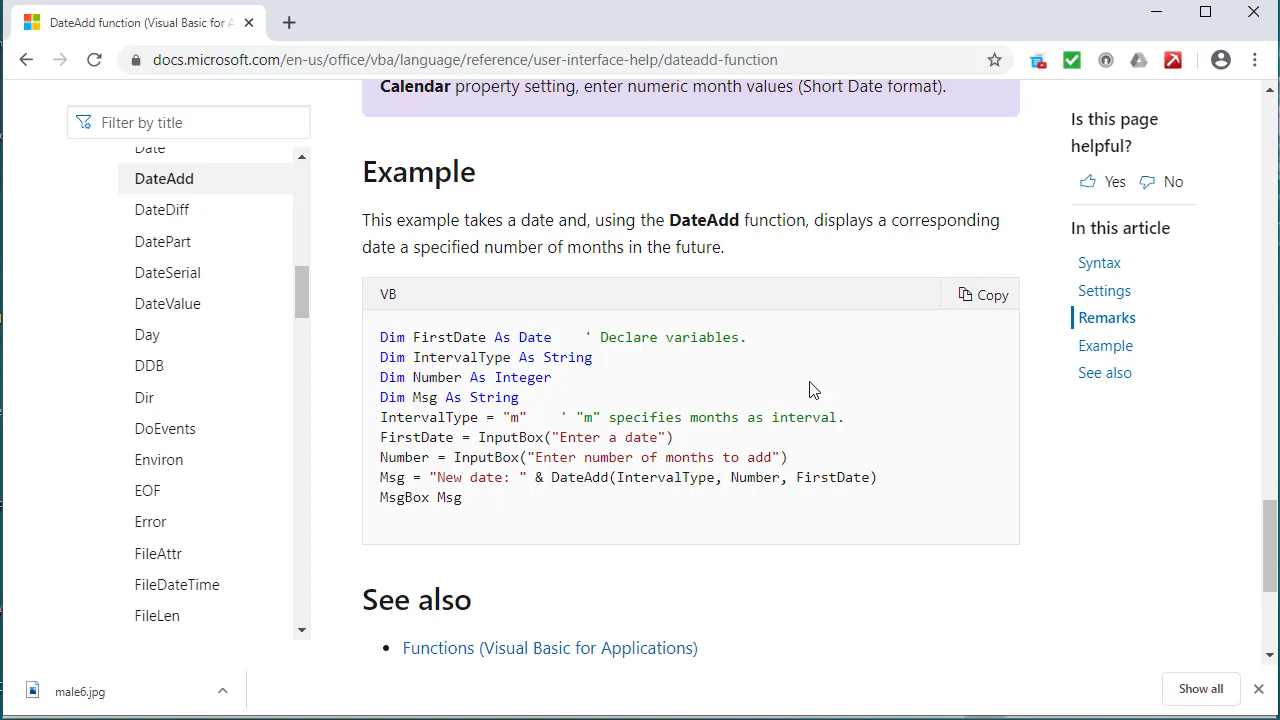 DateAdd function (Visual Basic for A
docs.microsoft.com/en-us/office/vba/language/reference/user-interface-help/dateadd-function
Filter by title
Date
DateAdd
DateDiff
DatePart
DateSerial
DateValue
Day
DDB
Dir
DoEvents
Environ
EOF
Error
FileAttr
FileDateTime
FileLen
Calendar property setting, enter numeric month values (Short Date format).
Example
This example takes a date and, using the DateAdd function, displays a corresponding
date a specified number of months in the future.
VB
Copy
Dim FirstDate As Date    ' Declare variables.
Dim IntervalType As String
Dim Number As Integer
Dim Msg As String
IntervalType = "m"    ' "m" specifies months as interval.
FirstDate = InputBox("Enter a date")
Number = InputBox("Enter number of months to add")
Msg = "New date: " & DateAdd(IntervalType, Number, FirstDate)
MsgBox Msg
See also
• Functions (Visual Basic for Applications)
Is this page
helpful?
Yes
No
In this article
Syntax
Settings
Remarks
Example
See also
male6.jpg
Show all